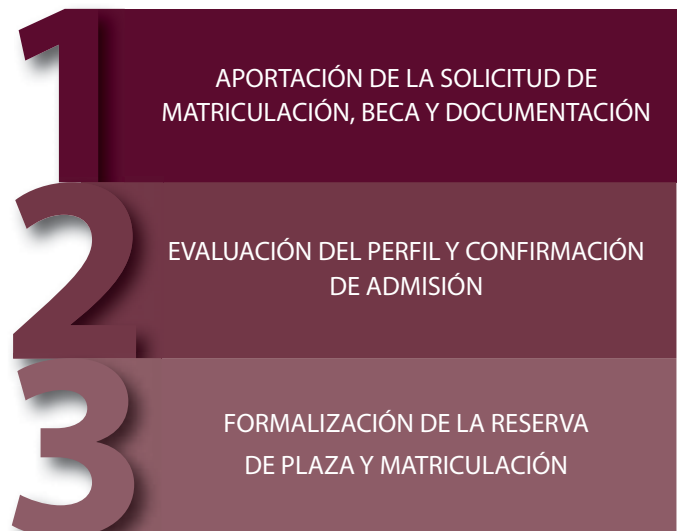 1
APORTACIÓN DE LA SOLICITUD DE
MATRICULACIÓN, BECA Y DOCUMENTACIÓN
2
EVALUACIÓN DEL PERFIL Y CONFIRMACIÓN
DE ADMISIÓN
3
FORMALIZACIÓN DE LA RESERVA
DE PLAZA Y MATRICULACIÓN